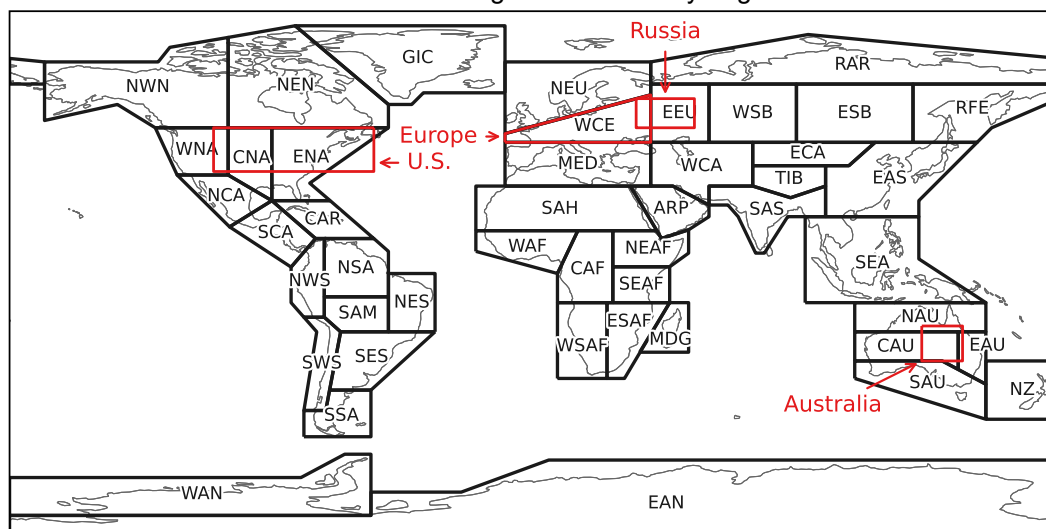 Russia
GIC
RAR
NWN
NEN
NEU
RFE
EEU
WSB
ESB
WCE
Europe
WNA
CNA
ENA
U.S.
MED
WCA
ECA
TIB
EAS
NCA
SAH
ARP
SAS
CAR
SCA
WAF
NEAF
CAF
SEA
NWS
NSA
SEAF
NES
SAM
ESAF
NAU
WSAF
MDG
CAU
EAU
SWS
SES
SAU
NZ
Australia
SSA
WAN
EAN